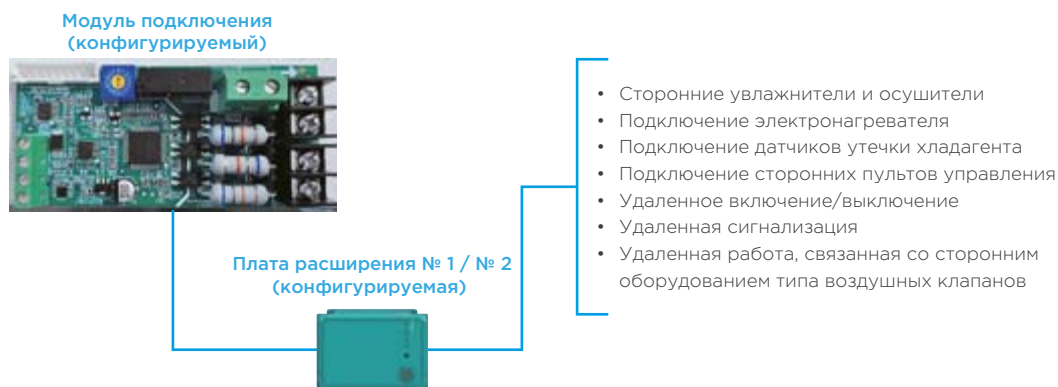 Модуль подключения
(конфигурируемый)
• Сторонние увлажнители и осушители
• Подключение электронагревателя
• Подключение датчиков утечки хладагента
• Подключение сторонних пультов управления
• Удаленное включение/выключение
• Удаленная сигнализация
• Удаленная работа, связанная со сторонним
оборудованием типа воздушных клапанов
Плата расширения № 1 / № 2
(конфигурируемая)